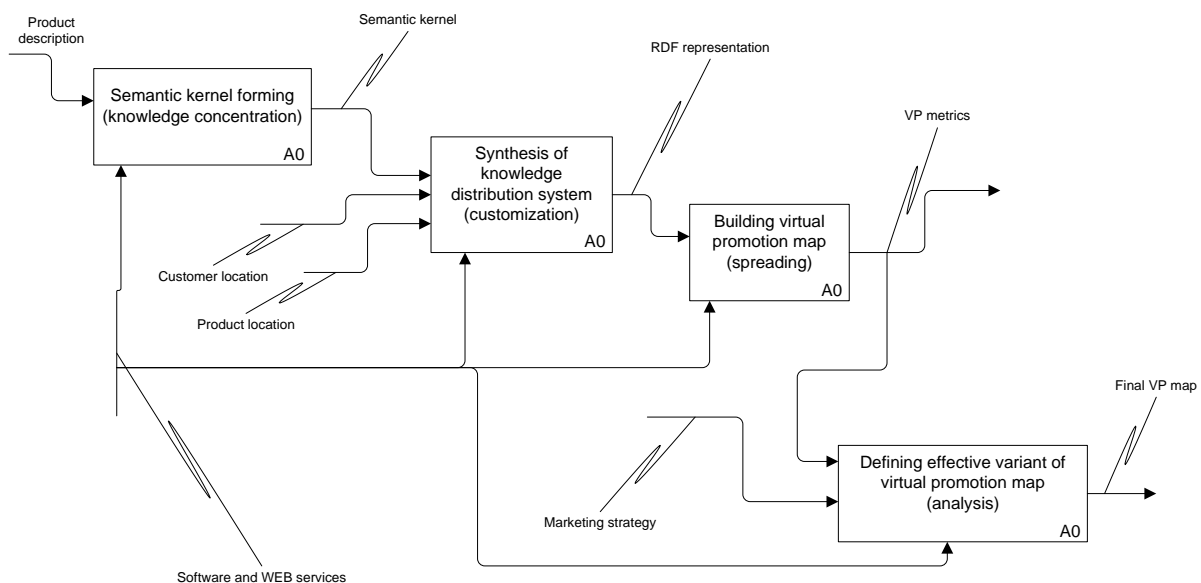 Product
description
Semantic kernel
RDF representation
Semantic kernel forming
(knowledge concentration)
A0
VP metrics
Synthesis of
knowledge
distribution system
(customization)
A0
Building virtual
promotion map
(spreading)
A0
Customer location
Product location
Final VP map
Defining effective variant of
virtual promotion map
(analysis)
A0
Marketing strategy
Software and WEB services